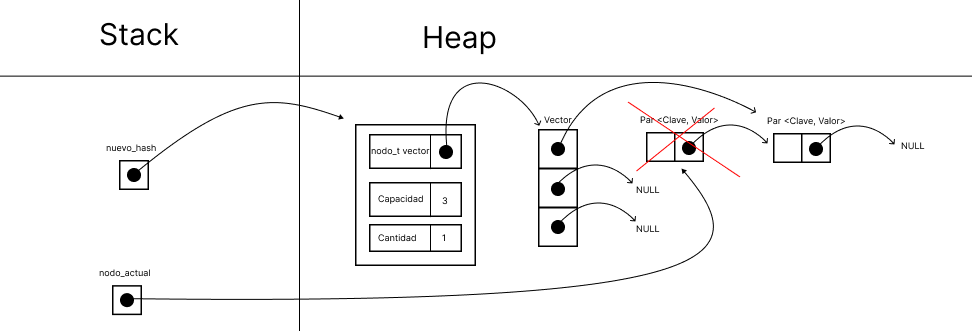 Stack
Heap
nuevo_hash
nodo_t vector
Capacidad
3
Cantidad
1
Vector
NULL
NULL
Par <Clave, Valor>
Par <Clave, Valor>
NULL
nodo_actual